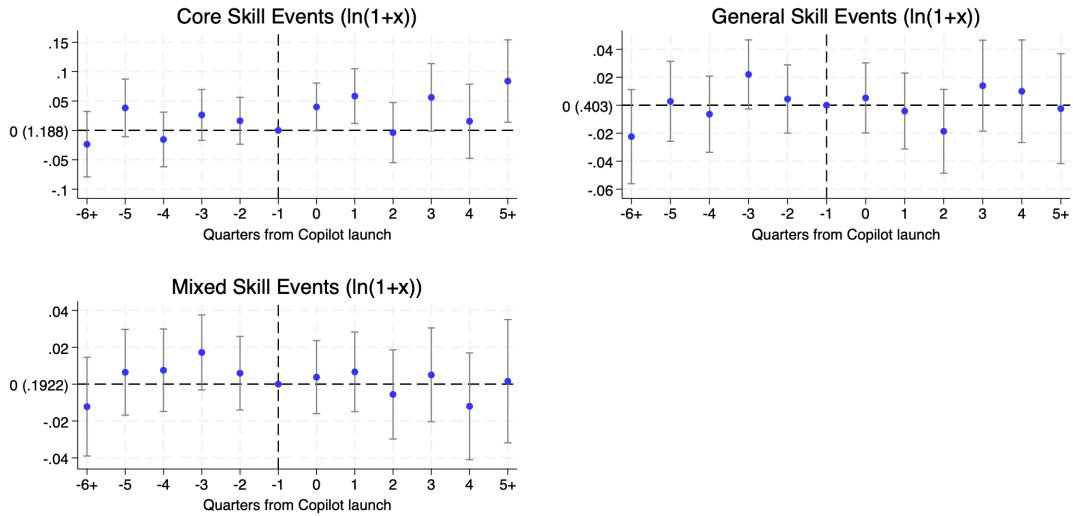 Core Skill Events (ln(1+x))
.15
.1
.05
0 (1.188)
-.05
-.1
-6+ -5 -4 -3 -2 -1 0 1 2 3 4 5+
Quarters from Copilot launch
General Skill Events (ln(1+x))
.04
.02
0 (.403)
-.02
-.04
-.06
-6+ -5 -4 -3 -2 -1 0 1 2 3 4 5+
Quarters from Copilot launch
Mixed Skill Events (ln(1+x))
.04
.02
0 (.1922)
-.02
-.04
-6+ -5 -4 -3 -2 -1 0 1 2 3 4 5+
Quarters from Copilot launch